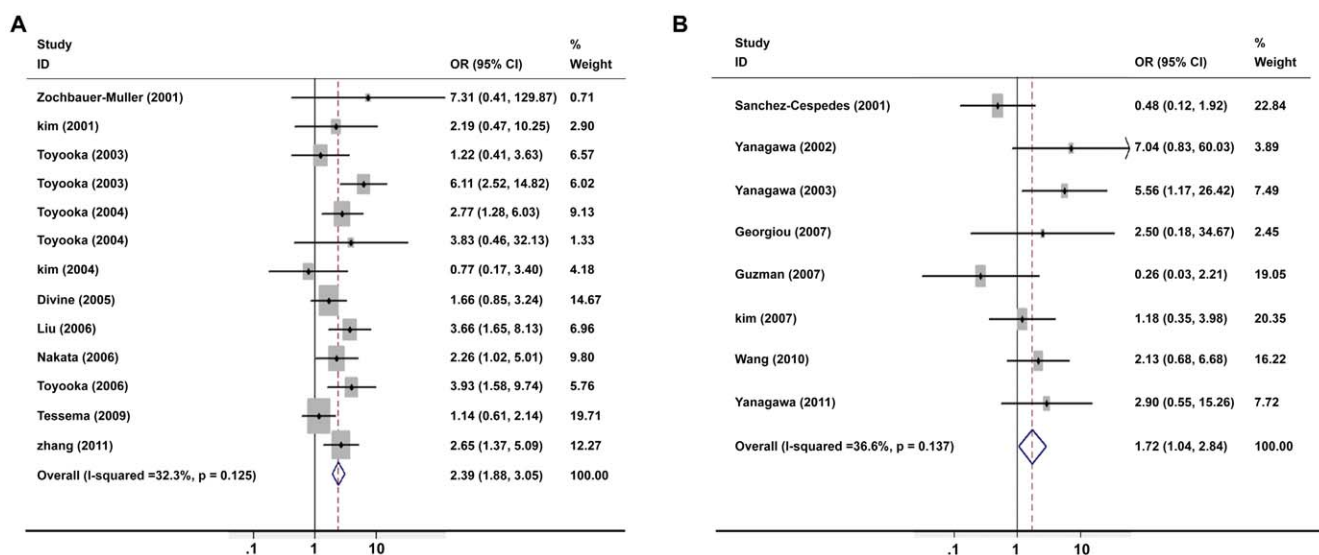 A
Study %
ID OR (95% CI) Weight
Zochbauer-Muller (2001) 7.31 (0.41, 129.87) 0.71
kim (2001) 2.19 (0.47, 10.25) 2.90
Toyooka (2003) 1.22 (0.41, 3.63) 6.57
Toyooka (2003) 6.11 (2.52, 14.82) 6.02
Toyooka (2004) 2.77 (1.28, 6.03) 9.13
Toyooka (2004) 3.83 (0.46, 32.13) 1.33
kim (2004) 0.77 (0.17, 3.40) 4.18
Divine (2005) 1.66 (0.85, 3.24) 14.67
Liu (2006) 3.66 (1.65, 8.13) 6.96
Nakata (2006) 2.26 (1.02, 5.01) 9.80
Toyooka (2006) 3.93 (1.58, 9.74) 5.76
Tessema (2009) 1.14 (0.61, 2.14) 19.71
zhang (2011) 2.65 (1.37, 5.09) 12.27
Overall (I-squared =32.3%, p = 0.125) 2.39 (1.88, 3.05) 100.00
.1 1 10
B
Study %
ID OR (95% CI) Weight
Sanchez-Cespedes (2001) 0.48 (0.12, 1.92) 22.84
Yanagawa (2002) 7.04 (0.83, 60.03) 3.89
Yanagawa (2003) 5.56 (1.17, 26.42) 7.49
Georgiou (2007) 2.50 (0.18, 34.67) 2.45
Guzman (2007) 0.26 (0.03, 2.21) 19.05
kim (2007) 1.18 (0.35, 3.98) 20.35
Wang (2010) 2.13 (0.68, 6.68) 16.22
Yanagawa (2011) 2.90 (0.55, 15.26) 7.72
Overall (I-squared =36.6%, p = 0.137) 1.72 (1.04, 2.84) 100.00
.1 1 10